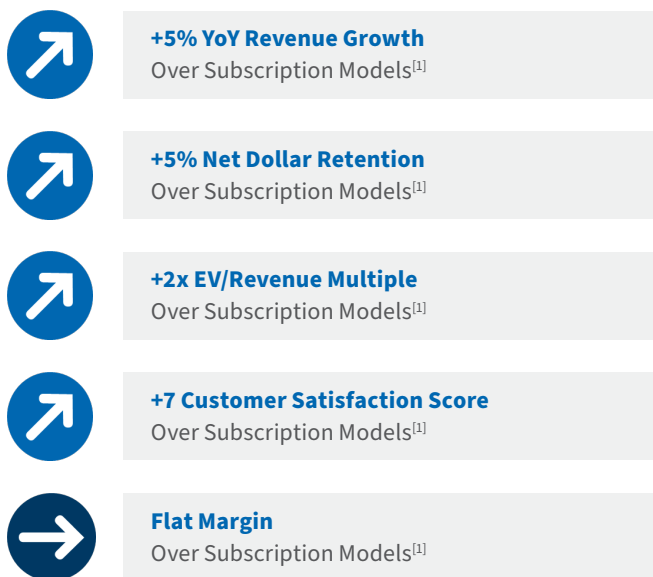 +5% YoY Revenue Growth
Over Subscription Models[1]
+5% Net Dollar Retention
Over Subscription Models[1]
+2x EV/Revenue Multiple
Over Subscription Models[1]
+7 Customer Satisfaction Score
Over Subscription Models[1]
Flat Margin
Over Subscription Models[1]